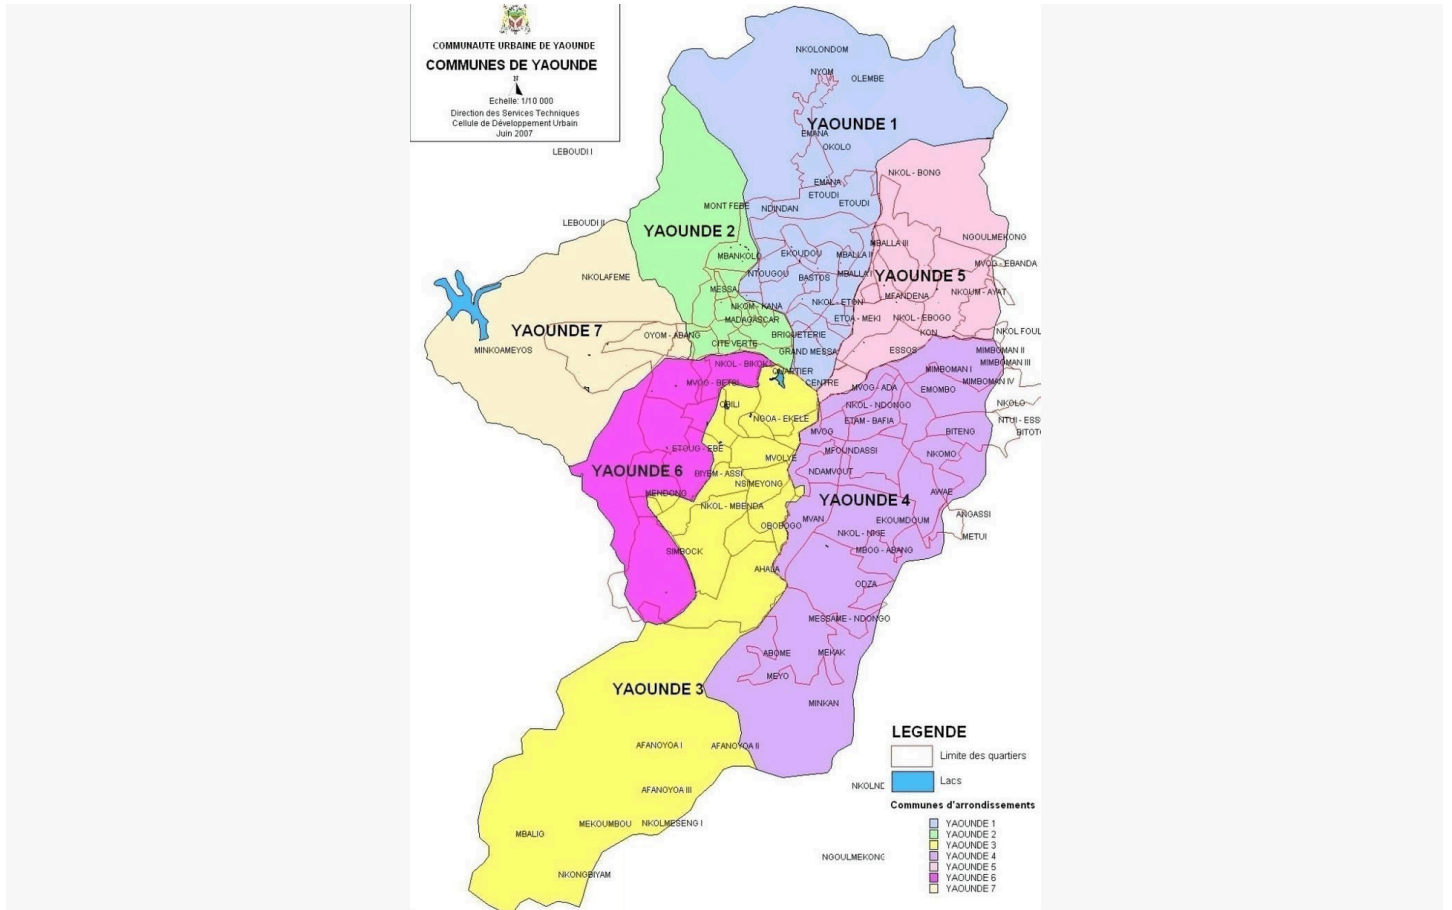 COMMUNAUTE URBAINE DE YAOUNDE
COMMUNES DE YAOUNDE
N
Echelle: 1/10 000
Direction des Services Techniques
Cellule de Développement Urbain
Juin 2007
NKOLONDOM
NYOM
OLEMBE
YAOUNDE 1
EMANA
OKOLO
LEBOUDI I
NKOL - BONG
EMANA
ETOUDI
ETOUDI
MONT FEBE
NDINDAN
LEBOUDI II
YAOUNDE 2
NGOULMEKONG
MBALLA III
MBANKOLO
EKOUDOU
MBALLA II
MVOG - EBANDA
NKOLAFEME
NTOUGOU
BASTOS
MBALLA I
YAOUNDE 5
MESSA
MFANDENA
NKOUM - AYAT
NKOM - KANA
NKOL - ETON
MADAGASCAR
ETOA - MEKI
NKOL - EBOGO
YAOUNDE 7
OYOM - ABANG
BRIQUETERIE
KON
NKOL FOUL
CITE VERTE
MINKOAMEYOS
GRAND MESSA
ESSOS
MIMBOMAN II
NKOL - BIKOK
MIMBOMAN III
QUARTIER
MIMBOMAN I
MVOG - BETSI
CENTRE
MVOG - ADA
EMOMBO
MIMBOMAN IV
OBILI
NKOL - NDONGO
NKOLO
NGOA - EKELE
ETAM - BAFIA
NTUI - ESS
MVOG
BITENG
BITOTO
ETOUG - EBE
MFOUNDASSI
NKOMO
MVOLYE
YAOUNDE 6
BIYEM - ASSI
NDAMVOUT
NSIMEYONG
MENDONG
AWAE
YAOUNDE 4
NKOL - MBENDA
ANGASSI
OBOBOGO
MVAN
EKOUMDOUM
NKOL - NKIE
METUI
SIMBOCK
MBOG - ABANG
AHALA
ODZA
MESSAME - NDONGO
ABOME
MEKAK
MEYO
YAOUNDE 3
MINKAN
AFANOYOA I
AFANOYOA II
AFANOYOA III
MBALIG
MEKOUMBOU
NKOLMESENG I
NKONGBIYAM
NKOLNE
NGOULMEKONG
LEGENDE
Limite des quartiers
Lacs
Communes d'arrondissements
YAOUNDE 1
YAOUNDE 2
YAOUNDE 3
YAOUNDE 4
YAOUNDE 5
YAOUNDE 6
YAOUNDE 7